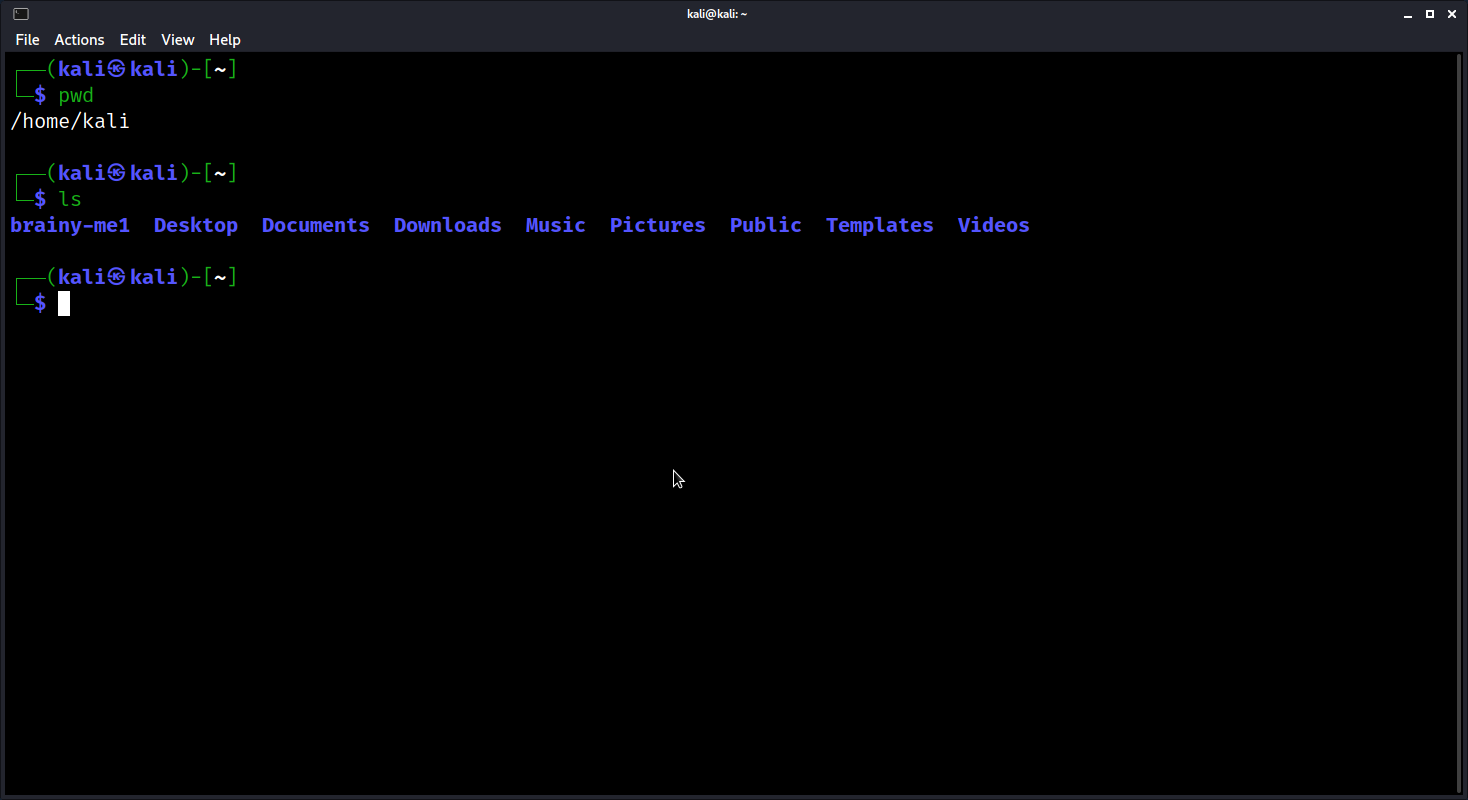 kali@kali: ~
File Actions Edit View Help
┌──(kali㉿kali)-[~]
└─$ pwd
/home/kali
┌──(kali㉿kali)-[~]
└─$ ls
brainy-me1 Desktop Documents Downloads Music Pictures Public Templates Videos
┌──(kali㉿kali)-[~]
└─$